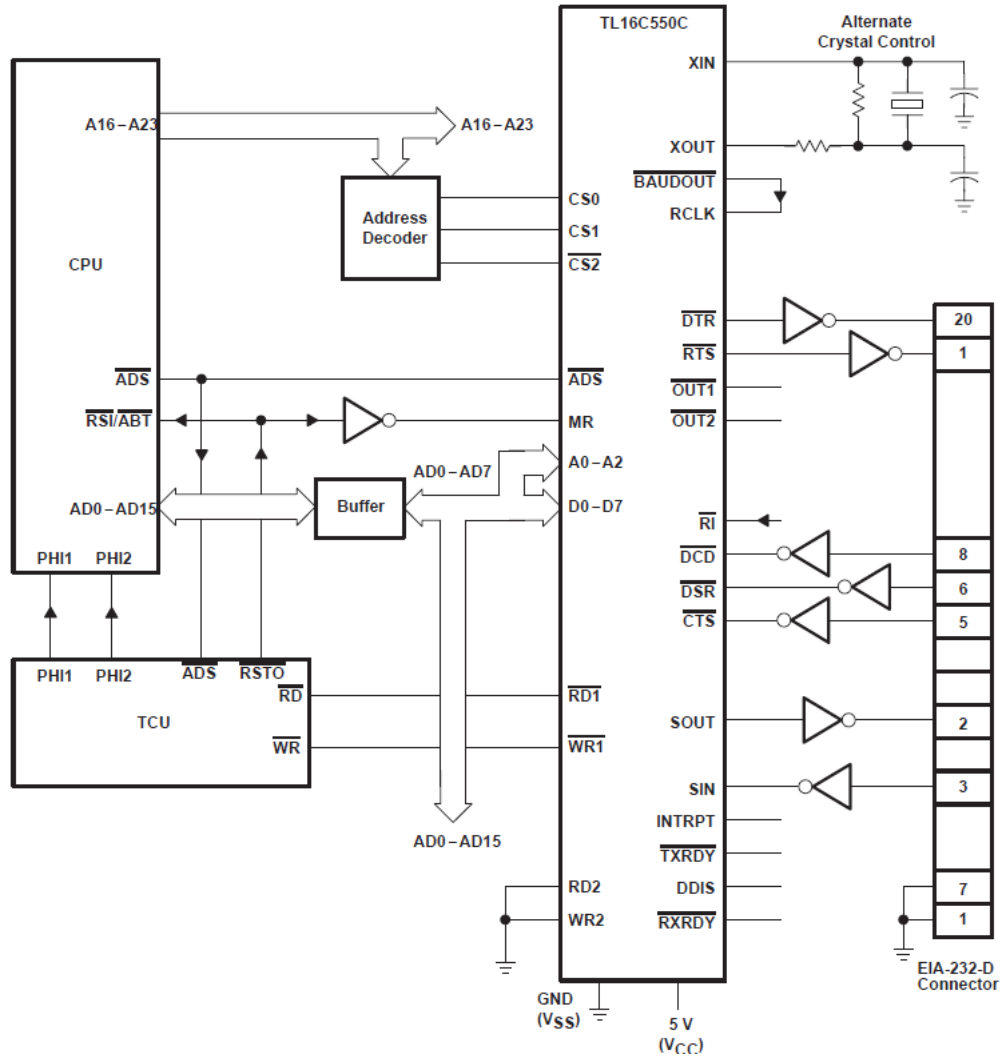 TL16C550C
Alternate
Crystal Control
XIN
A16–A23
A16–A23
XOUT
BAUDOUT
RCLK
Address
Decoder
CS0
CS1
CS2
CPU
DTR
20
RTS
1
ADS
ADS
OUT1
RSI/ABT
MR
OUT2
AD0–AD7
A0–A2
AD0–AD15
Buffer
D0–D7
RI
DCD
8
PHI1
PHI2
DSR
6
CTS
5
PHI1
PHI2
ADS
RSTO
RD
RD1
TCU
SOUT
2
WR
WR1
SIN
3
INTRPT
AD0–AD15
TXRDY
RD2
DDIS
7
WR2
RXRDY
1
EIA-232-D
Connector
GND
(VSS)
5 V
(VCC)